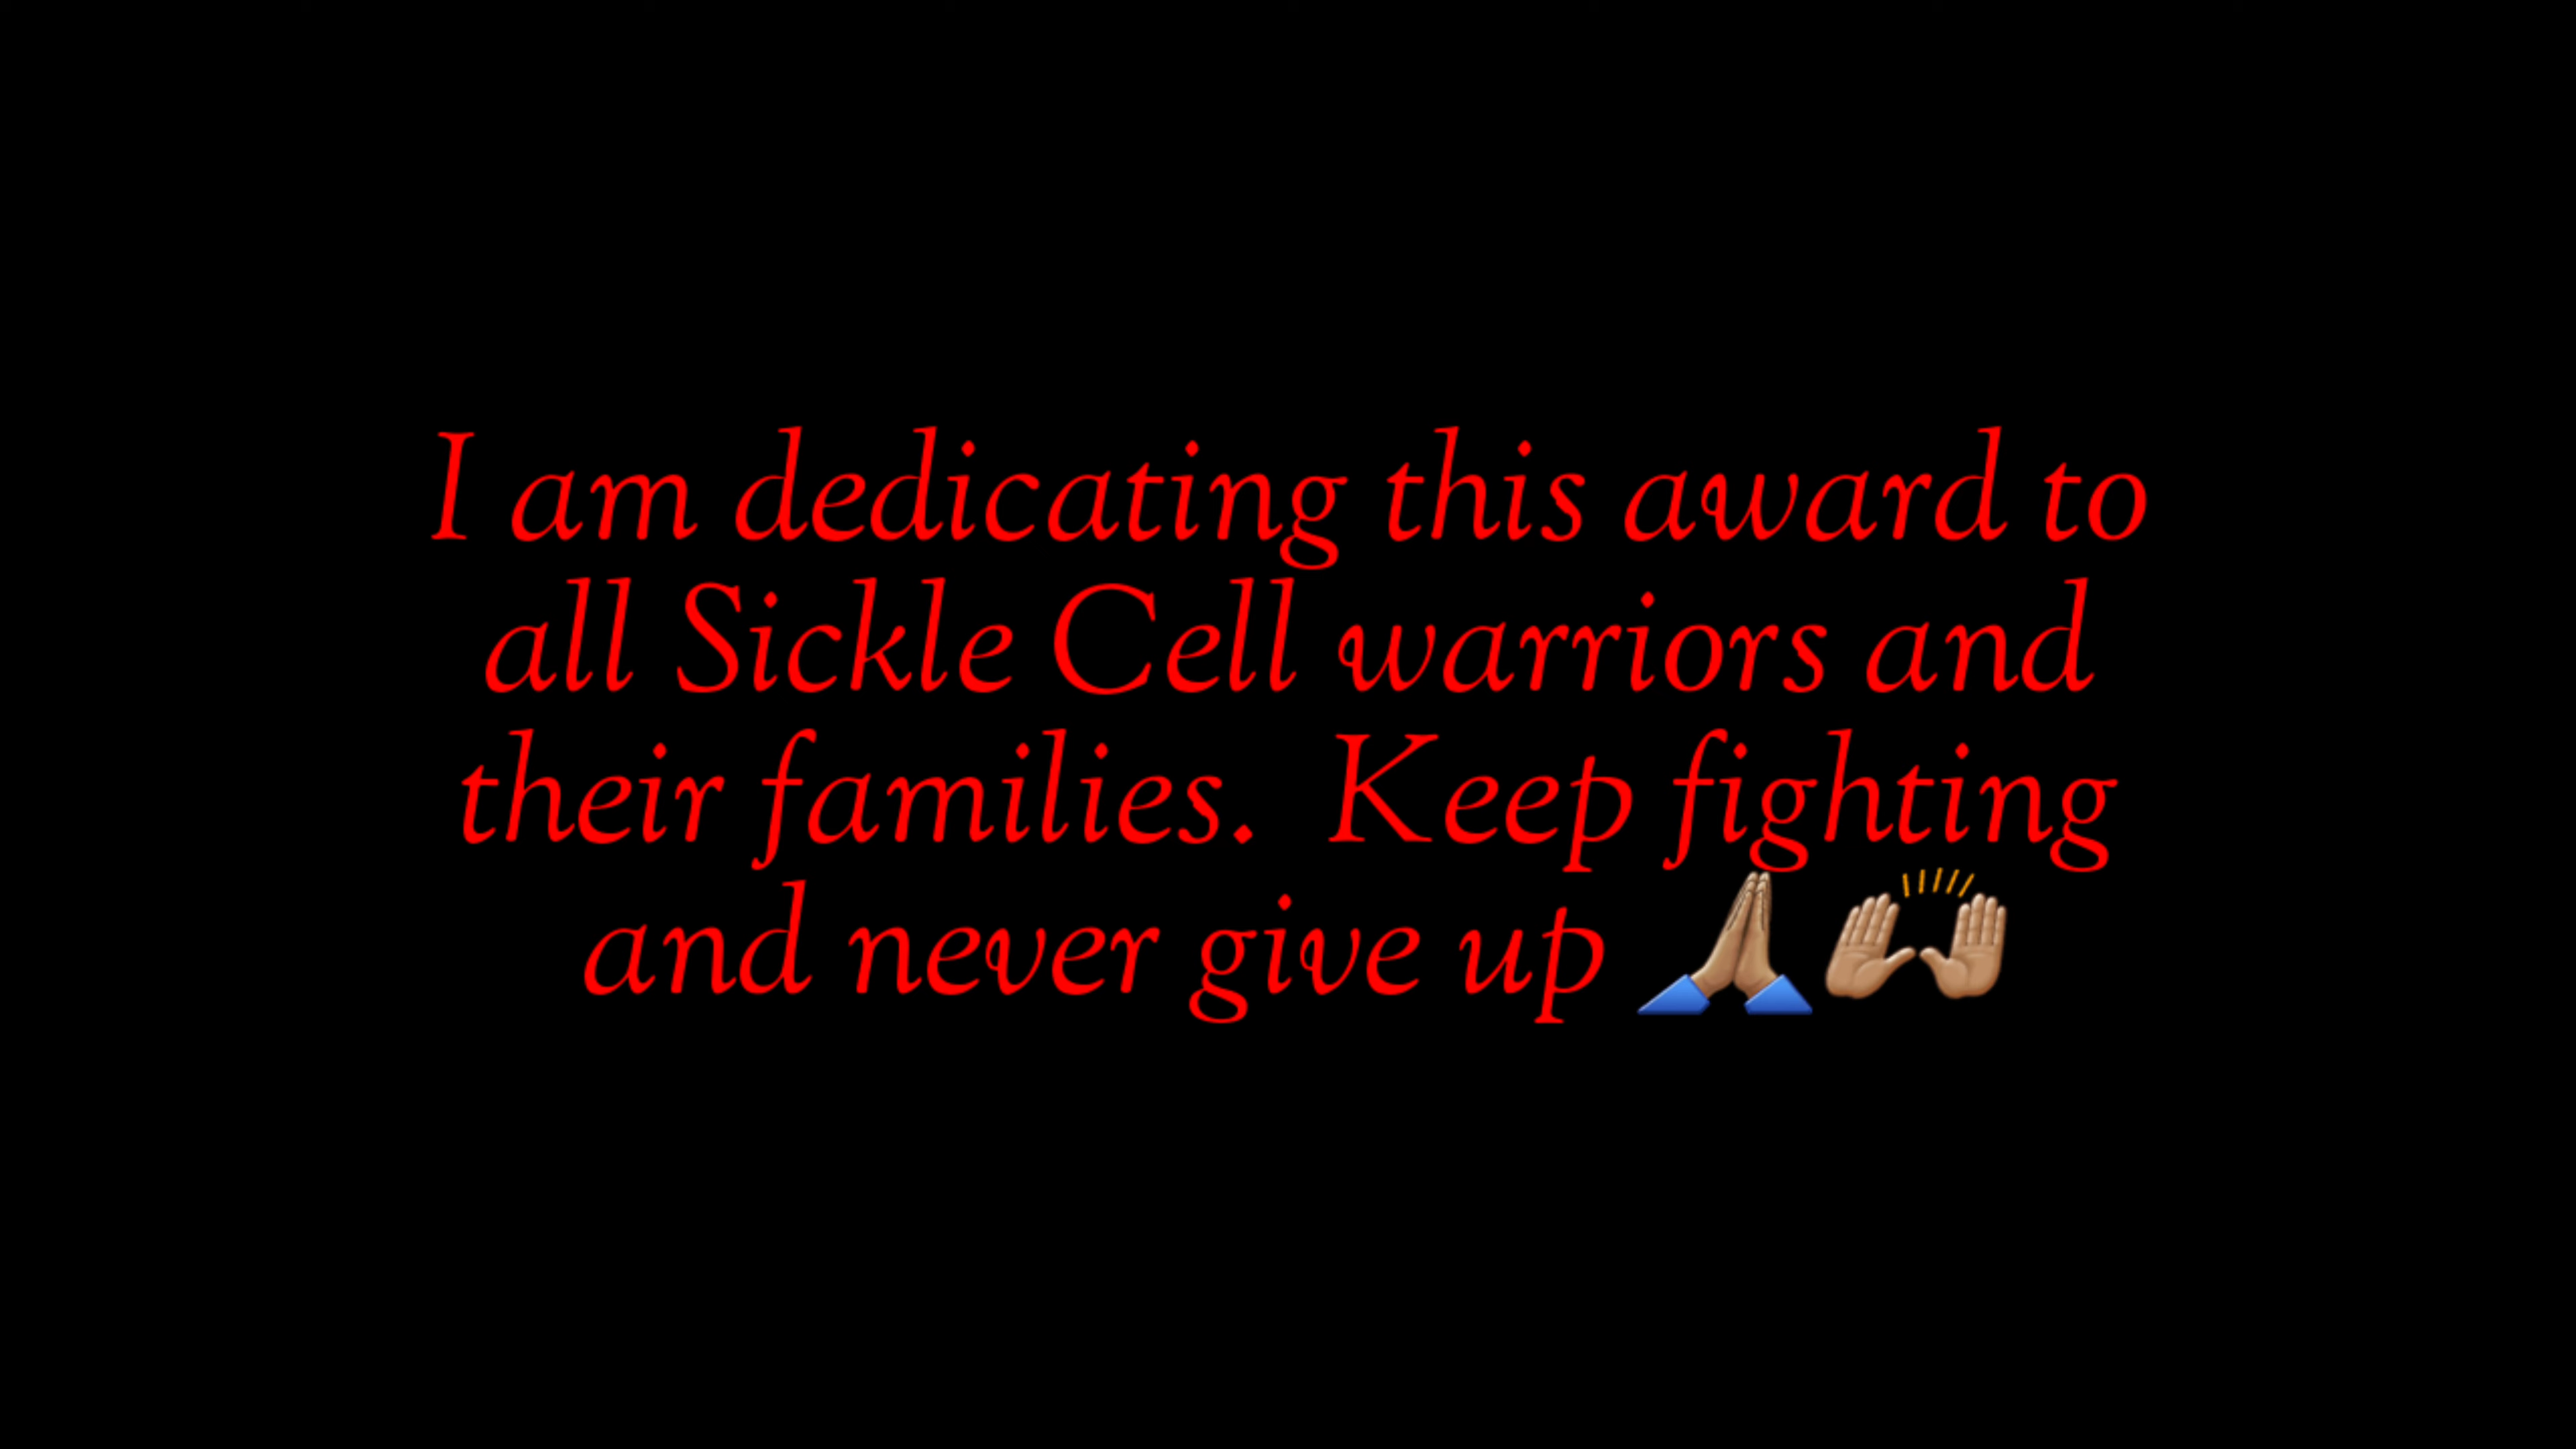 I am dedicating this award to
all Sickle Cell warriors and
their families.  Keep fighting
and never give up 🙏🏽🙌🏽